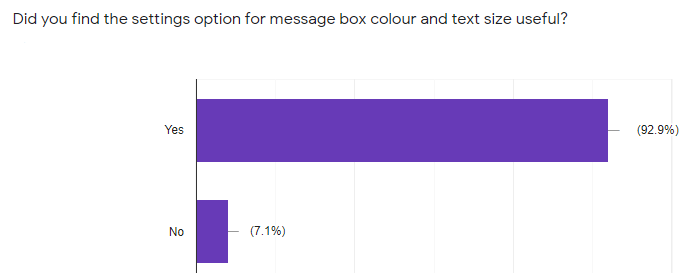 Did you find the settings option for message box colour and text size useful?
Yes (92.9%)
No (7.1%)